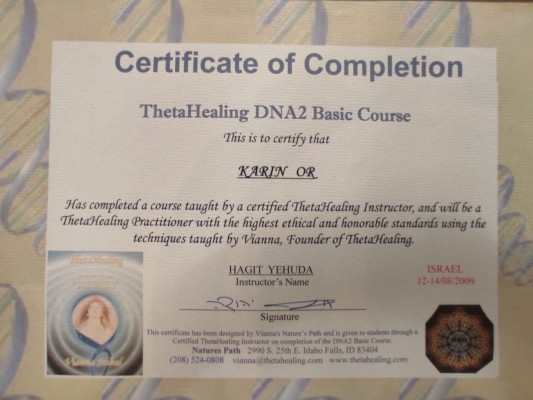 Certificate of Completion
ThetaHealing DNA2 Basic Course
This is to certify that
KARIN OR
Has completed a course taught by a certified ThetaHealing Instructor, and will be a
ThetaHealing Practitioner with the highest ethical and honorable standards using the
techniques taught by Vianna, Founder of ThetaHealing.
HAGIT YEHUDA
Instructor's Name
ISRAEL
12-14/08/2009
Signature
ThetaHealing
This certificate has been designed by Vianna's Nature's Path and is given to students through a
Certified ThetaHealing Instructor on completion of the DNA2 Basic Course.
Natures Path 2990 S. 25th E. Idaho Falls, ID 83404
(208) 524-0808 vianna@thetahealing.com www.thetahealing.com